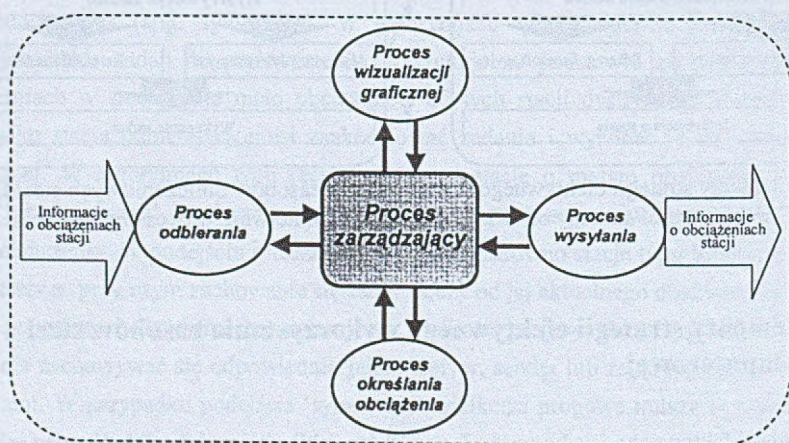 Proces
wizualizacji
graficznej
Informacje
o obciążeniach
stacji
Proces
odbierania
Proces
zarządzający
Proces
wysyłania
Informacje
o obciążeniach
stacji
Proces
określania
obciążenia